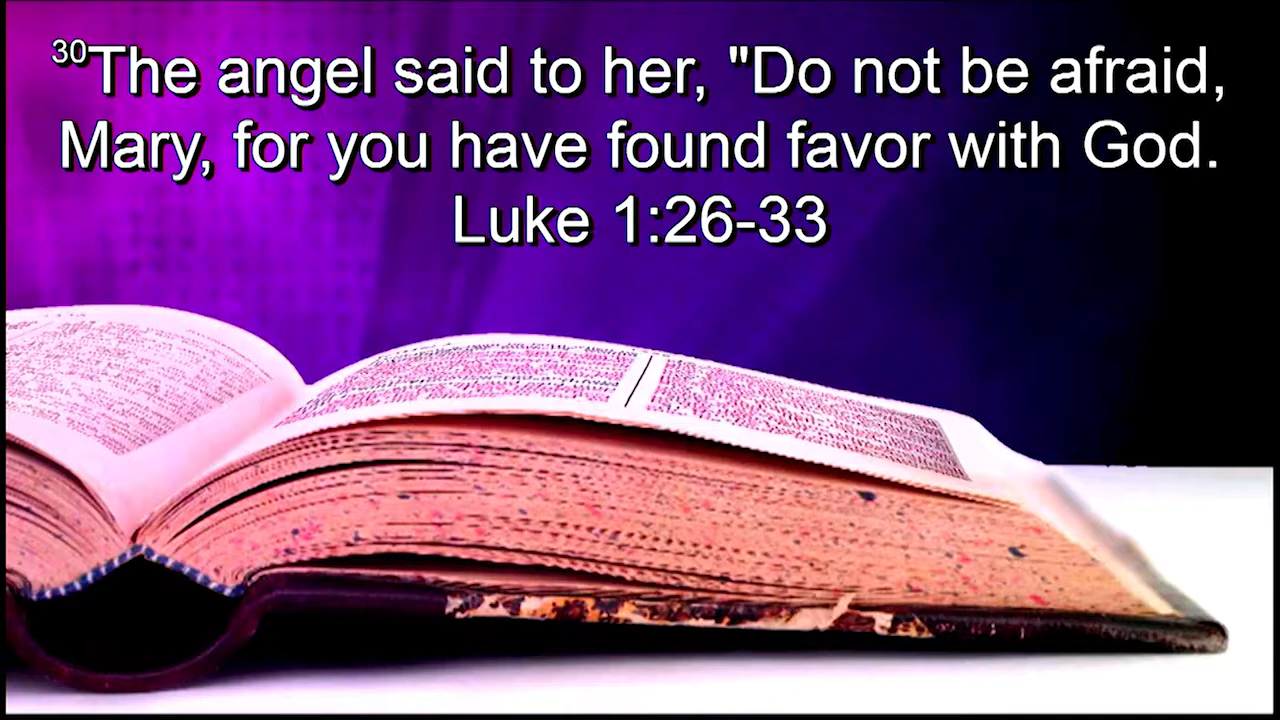 30The angel said to her, "Do not be afraid,
Mary, for you have found favor with God.
Luke 1:26-33